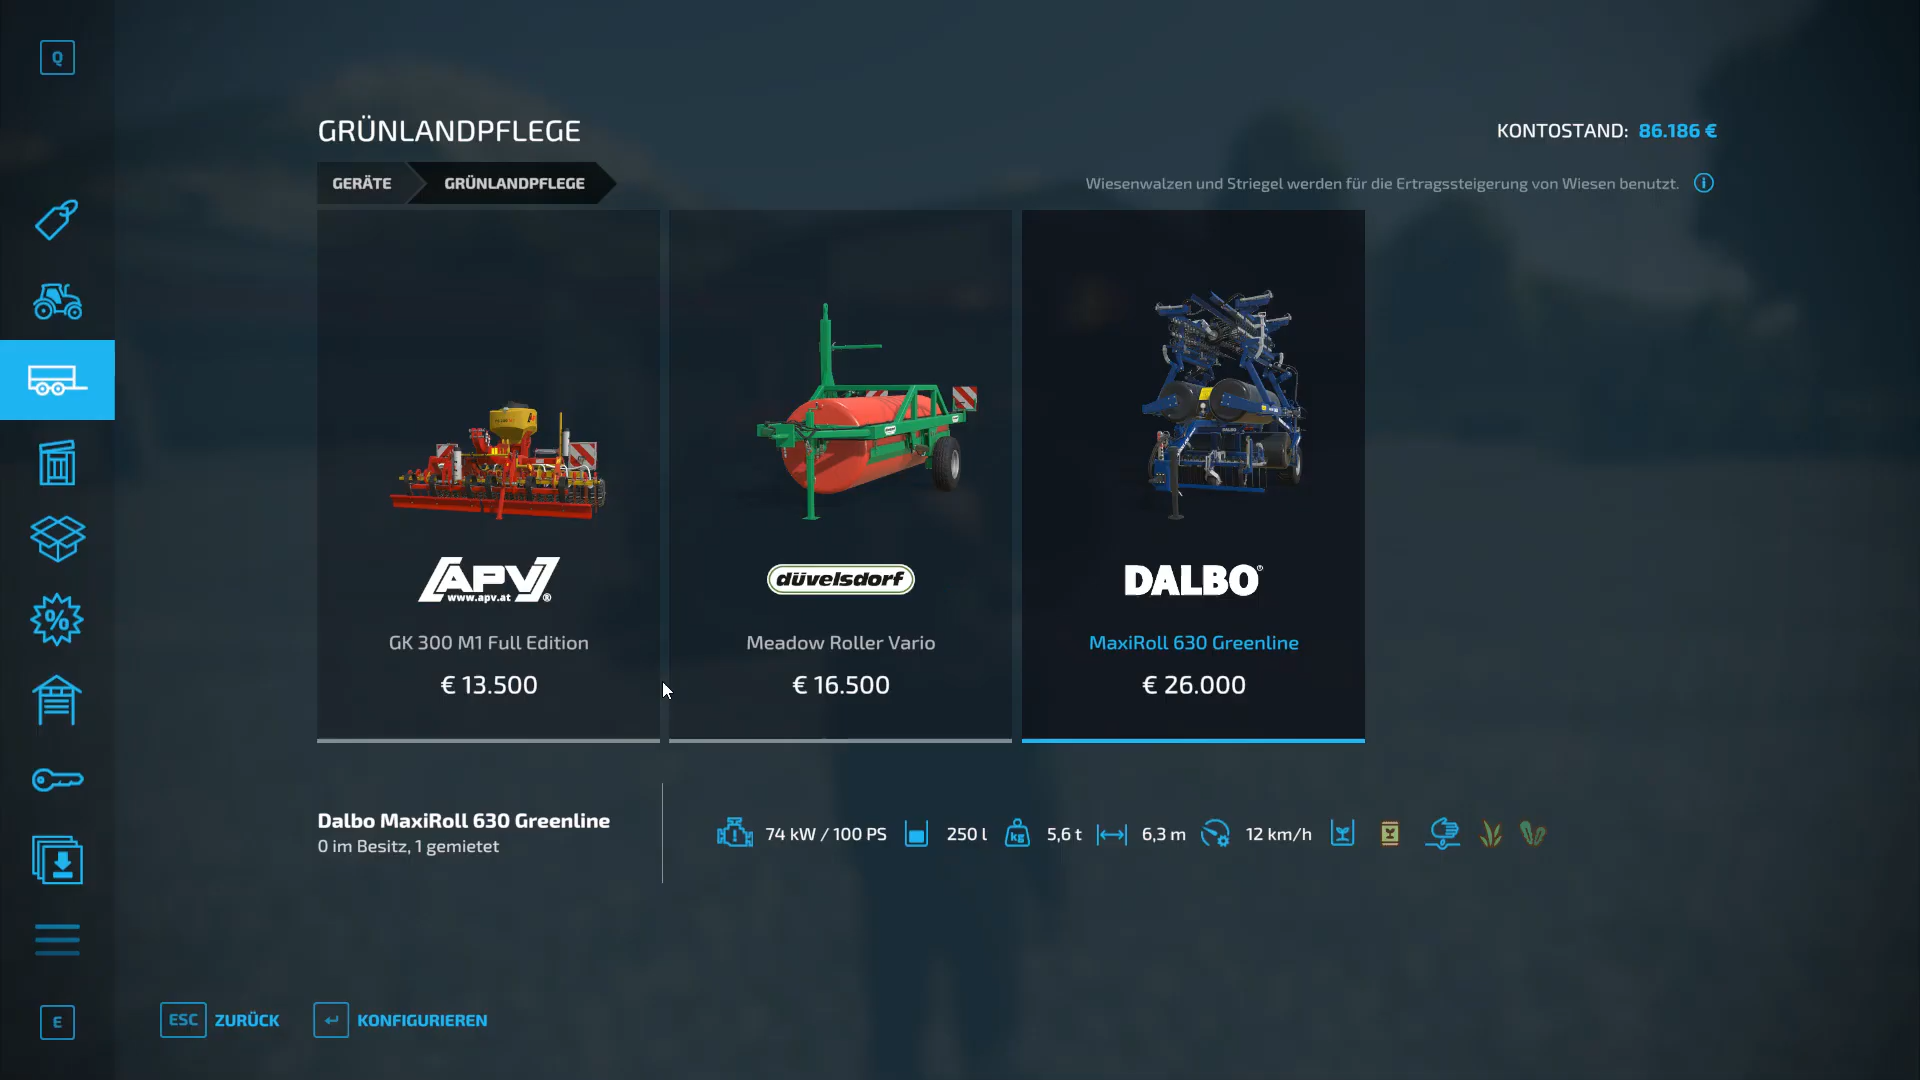 Q
GRÜNLANDPFLEGE
KONTOSTAND: 86.186 €
GERÄTE
GRÜNLANDPFLEGE
Wiesenwalzen und Striegel werden für die Ertragssteigerung von Wiesen benutzt.
APV
www.apv.at
GK 300 M1 Full Edition
€ 13.500
düvelsdorf
Meadow Roller Vario
€ 16.500
DALBO®
MaxiRoll 630 Greenline
€ 26.000
Dalbo MaxiRoll 630 Greenline
0 im Besitz, 1 gemietet
74 kW / 100 PS
250 l
kg
5,6 t
6,3 m
12 km/h
E
ESC ZURÜCK
KONFIGURIEREN